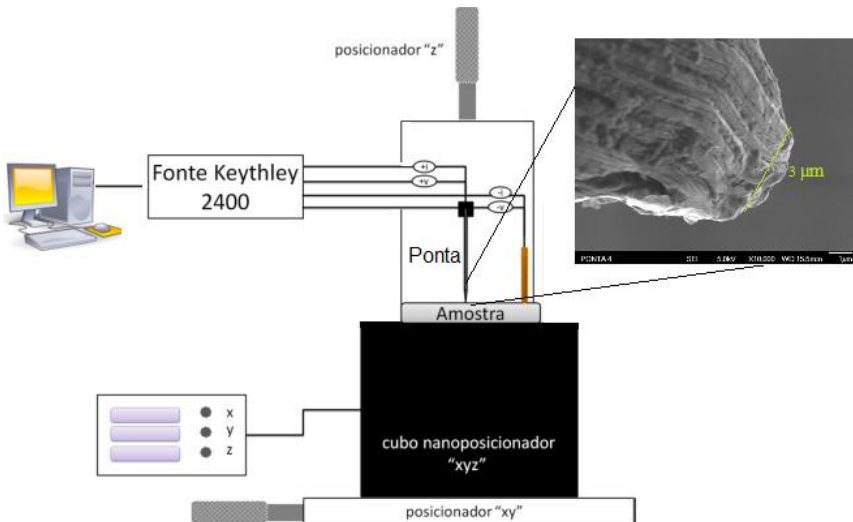 posicionador "z"
Fonte Keythley
2400
+I
+V
-I
-V
Ponta
Amostra
3 µm
PONTA-4 SEI 5.0kV X10,000 WD 15.5mm 1µm
x
y
z
cubo nanoposicionador
"xyz"
posicionador "xy"